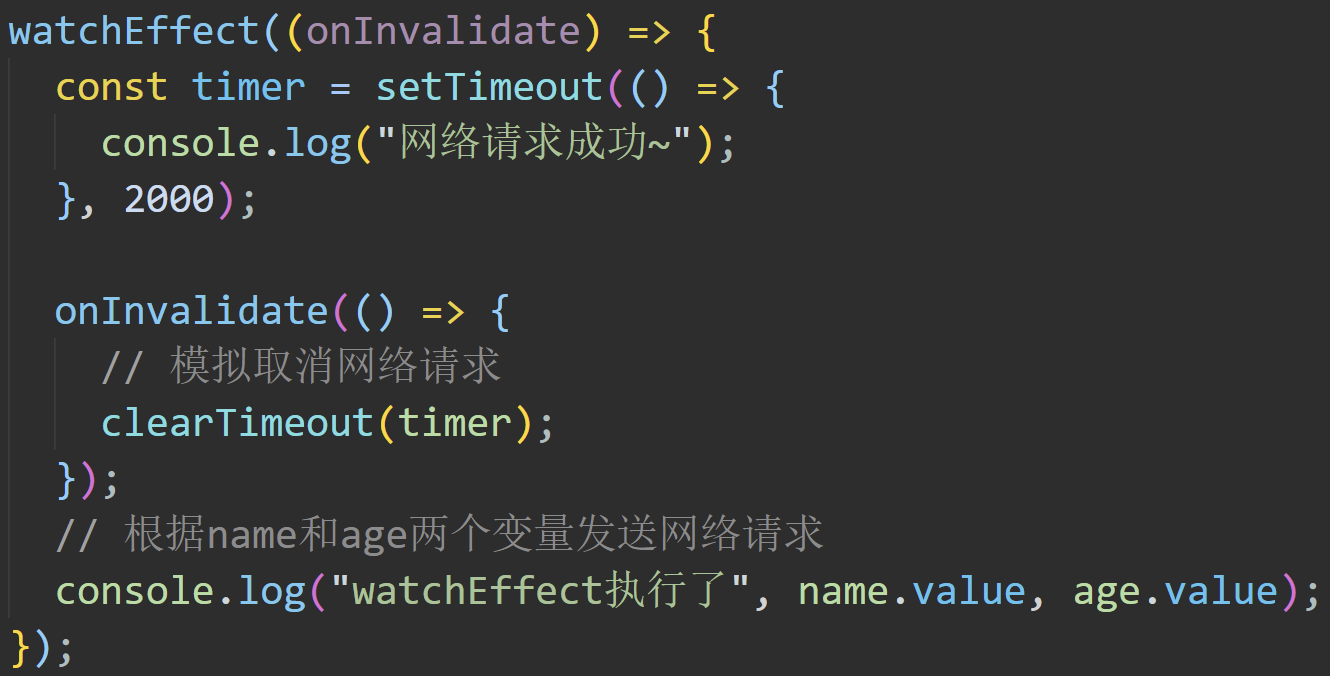 watchEffect((onInvalidate) => {
const timer = setTimeout(() => {
console.log("网络请求成功~");
}, 2000);
onInvalidate(() => {
// 模拟取消网络请求
clearTimeout(timer);
});
// 根据name和age两个变量发送网络请求
console.log("watchEffect执行了", name.value, age.value);
});